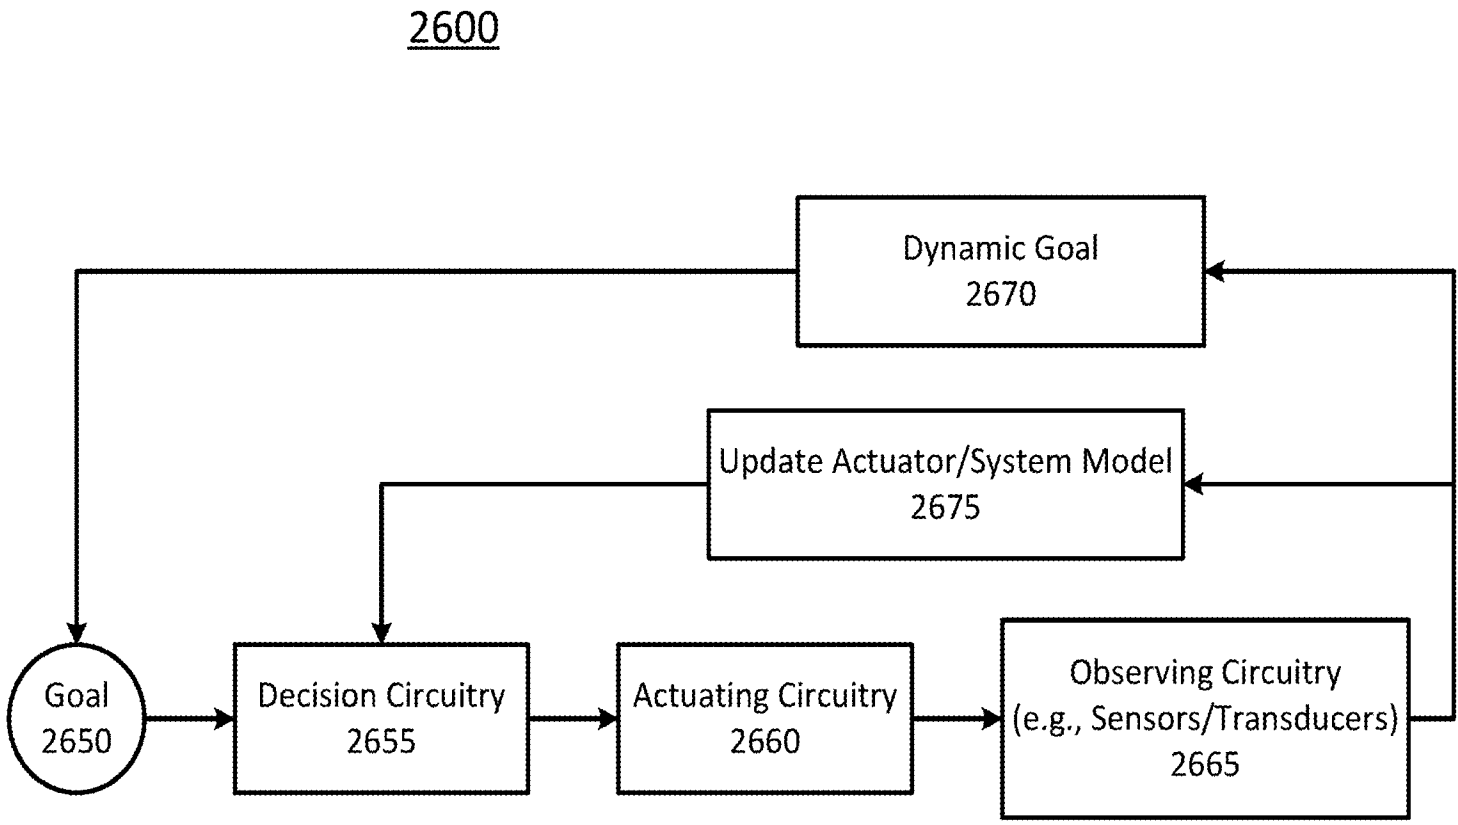 2600
Dynamic Goal
2670
Update Actuator/System Model
2675
Goal
2650
Decision Circuitry
2655
Actuating Circuitry
2660
Observing Circuitry
(e.g., Sensors/Transducers)
2665